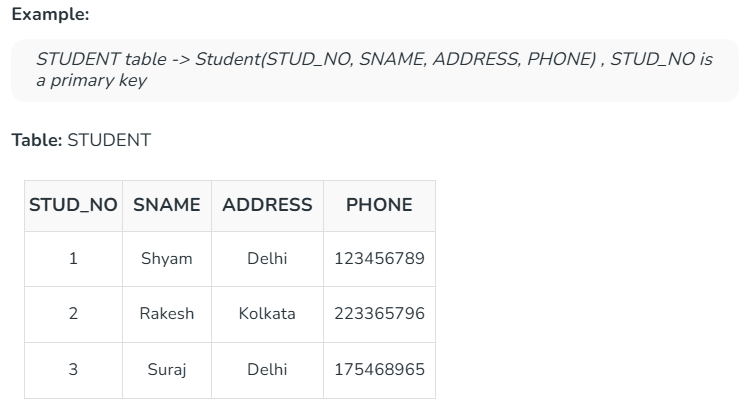 Example:
STUDENT table -> Student(STUD_NO, SNAME, ADDRESS, PHONE) , STUD_NO is
a primary key
Table: STUDENT
STUD_NO SNAME ADDRESS PHONE
1 Shyam Delhi 123456789
2 Rakesh Kolkata 223365796
3 Suraj Delhi 175468965